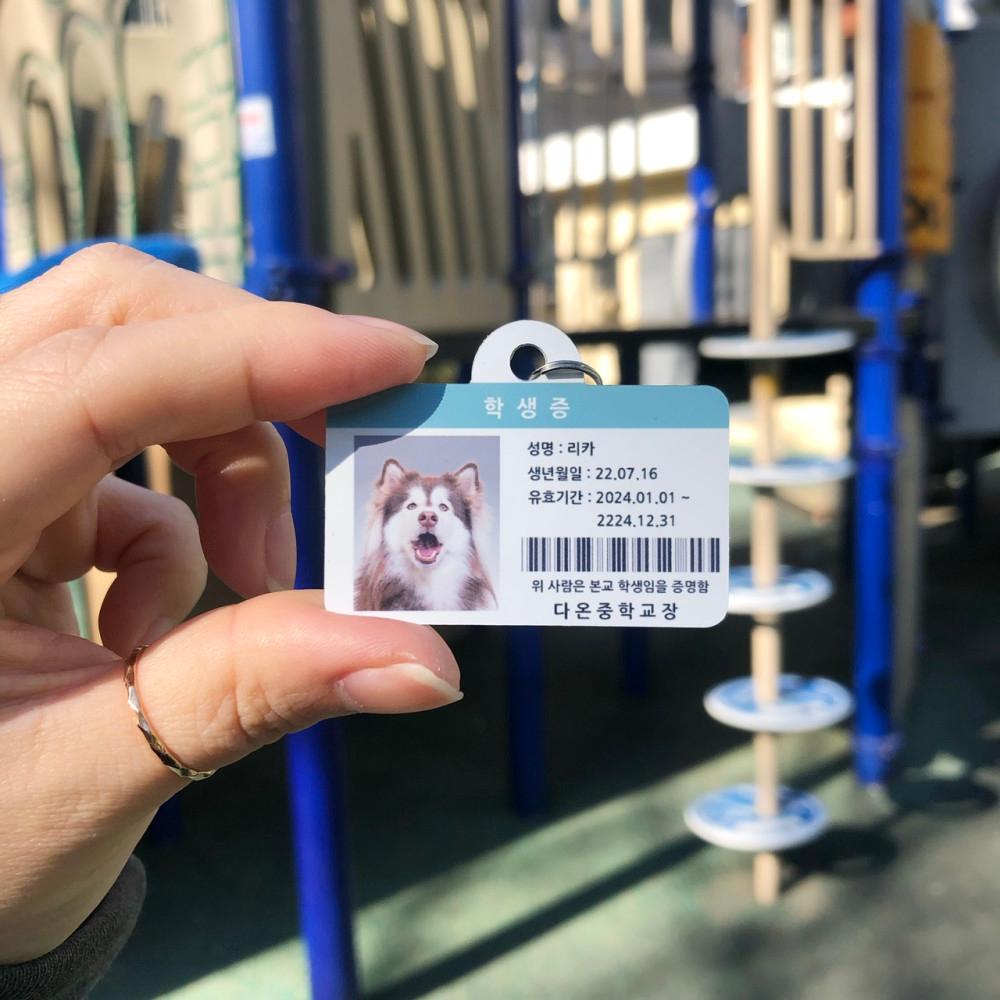 학생증
성명 : 리카
생년월일 : 22.07.16
유효기간 : 2024.01.01 ~
2224.12.31
위 사람은 본교 학생임을 증명함
다온중학교장